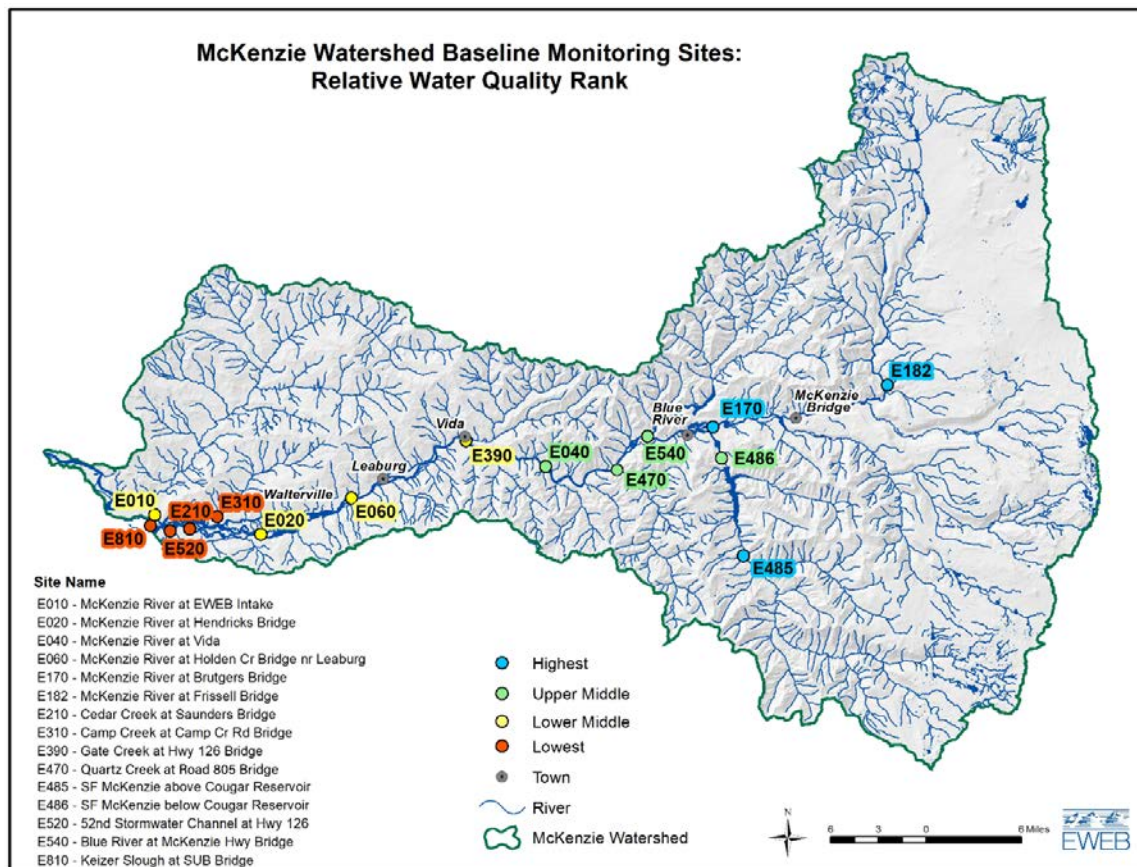 McKenzie Watershed Baseline Monitoring Sites:
Relative Water Quality Rank
E182
McKenzie
Bridge
E170
Blue
River
E540
E486
E470
E040
Vida
E390
Leaburg
E060
Walterville
E485
E010
E210
E310
E020
E810
E520
Site Name
E010 - McKenzie River at EWEB Intake
E020 - McKenzie River at Hendricks Bridge
E040 - McKenzie River at Vida
E060 - McKenzie River at Holden Cr Bridge nr Leaburg
E170 - McKenzie River at Brutgers Bridge
E182 - McKenzie River at Frissell Bridge
E210 - Cedar Creek at Saunders Bridge
E310 - Camp Creek at Camp Cr Rd Bridge
E390 - Gate Creek at Hwy 126 Bridge
E470 - Quartz Creek at Road 805 Bridge
E485 - SF McKenzie above Cougar Reservoir
E486 - SF McKenzie below Cougar Reservoir
E520 - 52nd Stormwater Channel at Hwy 126
E540 - Blue River at McKenzie Hwy Bridge
E810 - Keizer Slough at SUB Bridge
Highest
Upper Middle
Lower Middle
Lowest
Town
River
McKenzie Watershed
N
6 3 0 6 Miles
EWEB